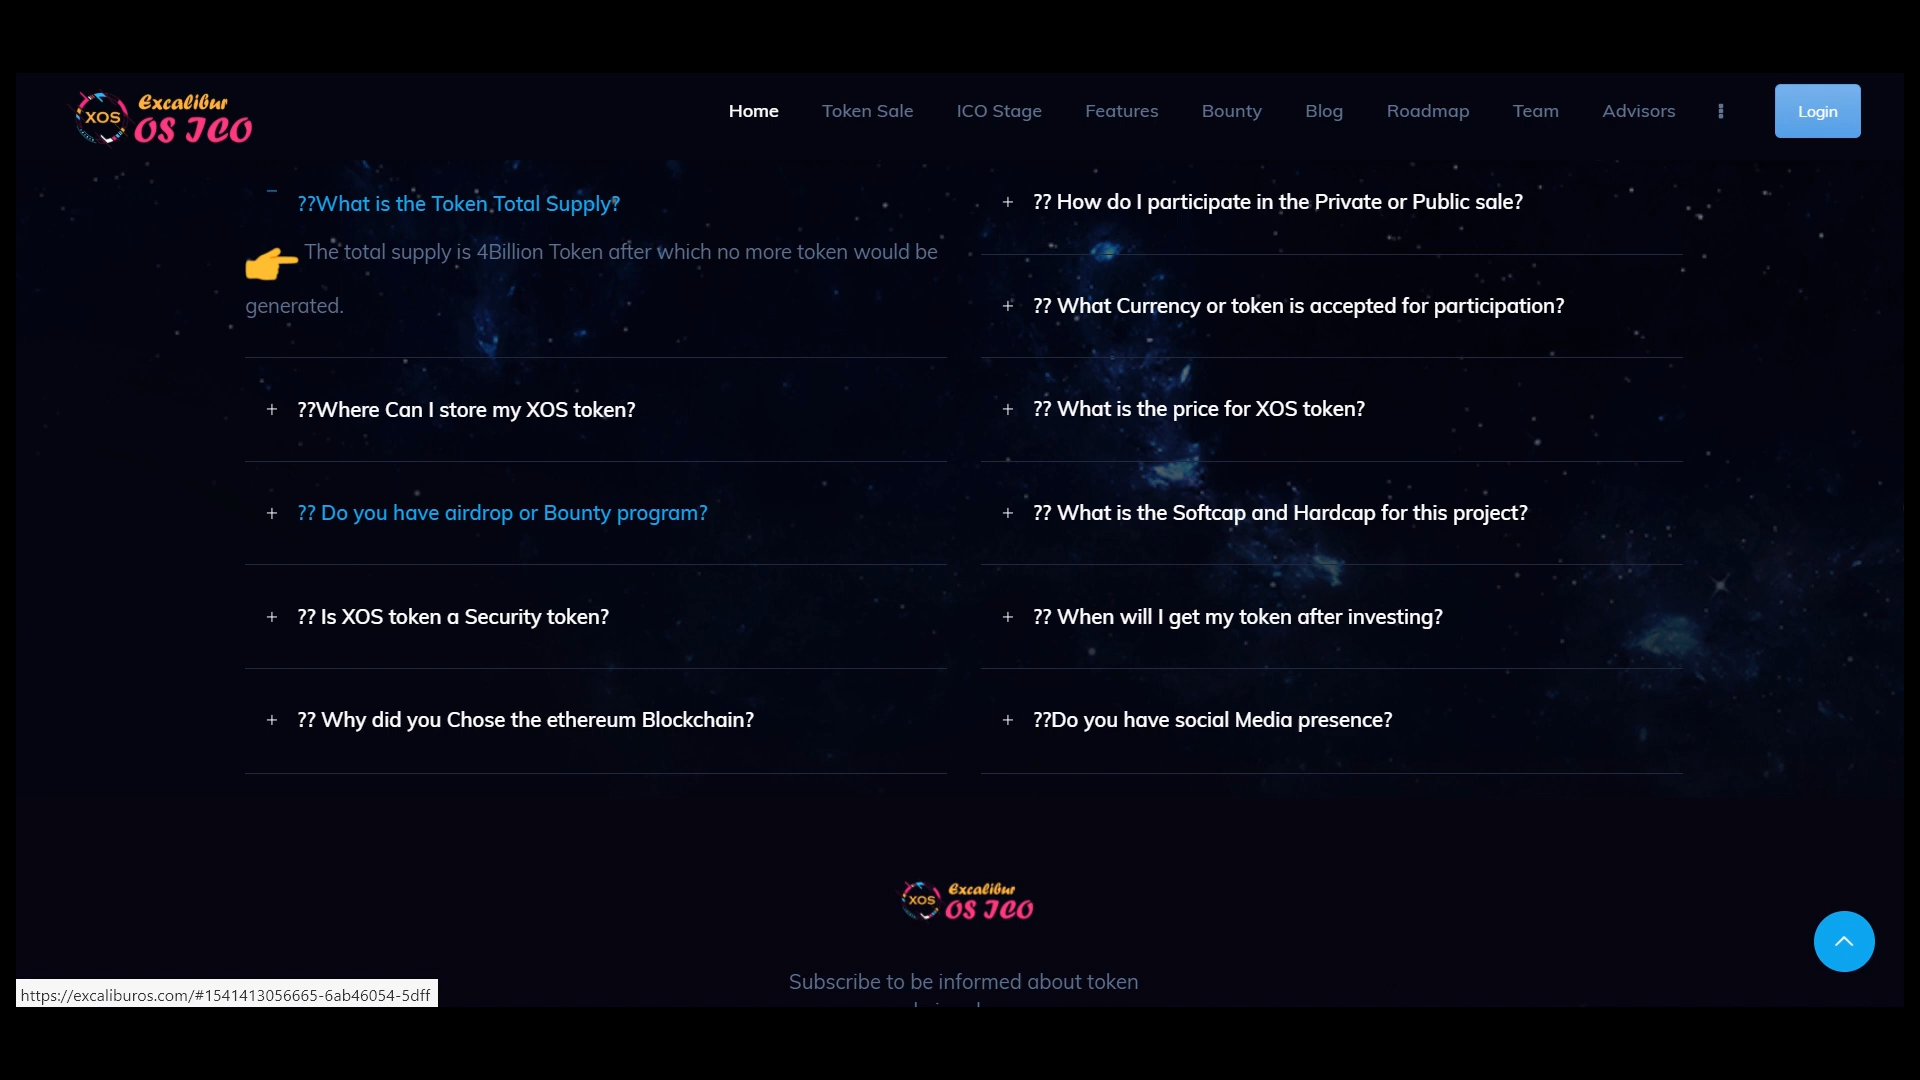 XOS Excalibur
OS ICO
Home Token Sale ICO Stage Features Bounty Blog Roadmap Team Advisors Login
??What is the Token Total Supply?
The total supply is 4Billion Token after which no more token would be
generated.
??Where Can I store my XOS token?
?? Do you have airdrop or Bounty program?
?? Is XOS token a Security token?
?? Why did you Chose the ethereum Blockchain?
?? How do I participate in the Private or Public sale?
?? What Currency or token is accepted for participation?
?? What is the price for XOS token?
?? What is the Softcap and Hardcap for this project?
?? When will I get my token after investing?
??Do you have social Media presence?
XOS Excalibur
OS ICO
Subscribe to be informed about token
https://excaliburos.com/#1541413056665-6ab46054-5dff